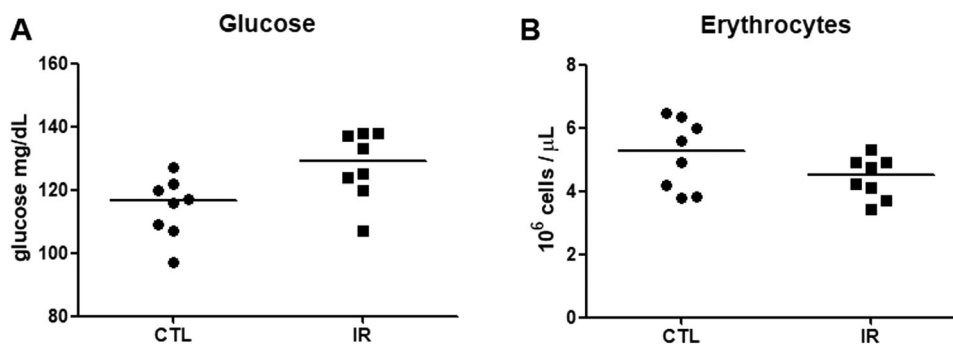 A
Glucose
glucose mg/dL
160
140
120
100
80
CTL
IR
B
Erythrocytes
10⁶ cells / μL
8
6
4
2
0
CTL
IR